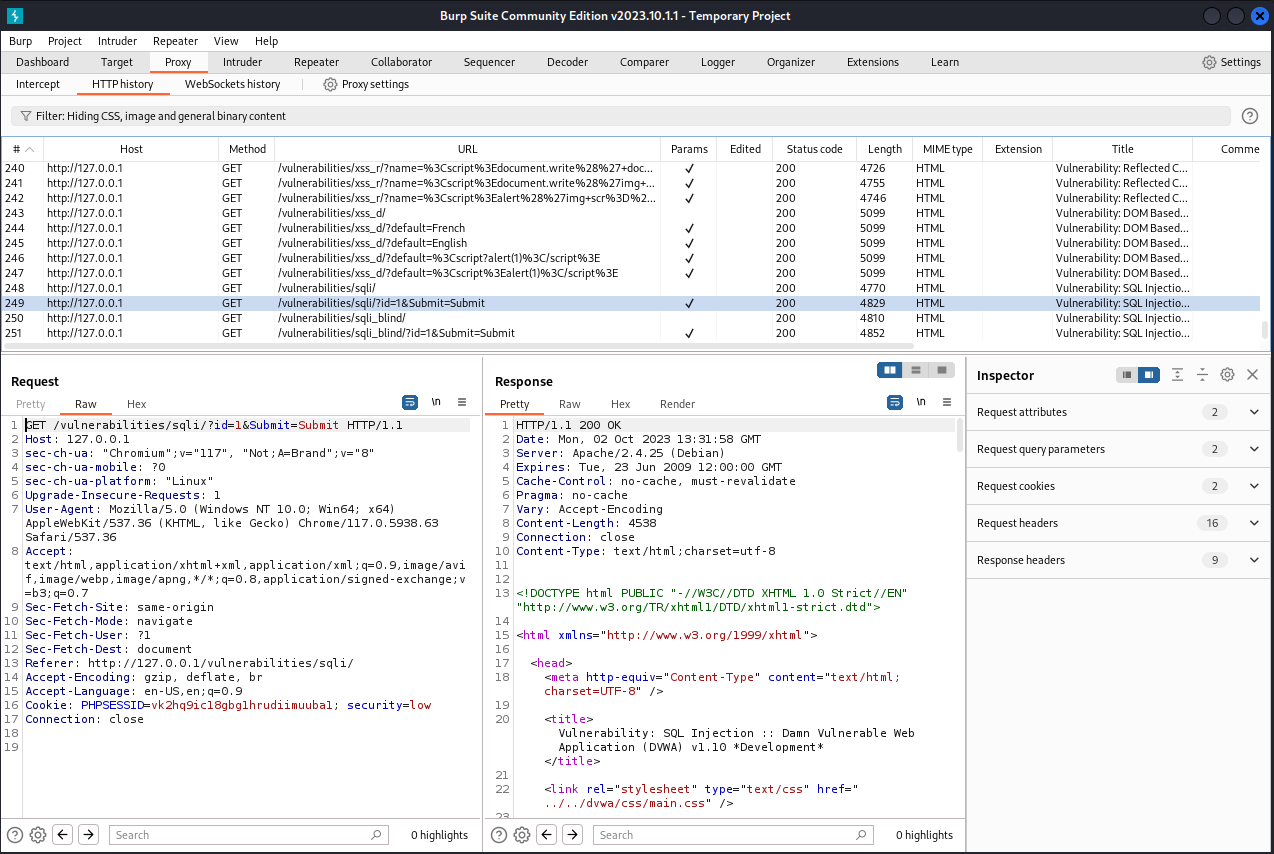 Burp Suite Community Edition v2023.10.1.1 - Temporary Project
Burp Project Intruder Repeater View Help
Dashboard Target Proxy Intruder Repeater Collaborator Sequencer Decoder Comparer Logger Organizer Extensions Learn Settings
Intercept HTTP history WebSockets history Proxy settings
Filter: Hiding CSS, image and general binary content
# Host Method URL Params Edited Status code Length MIME type Extension Title Comme
240 http://127.0.0.1 GET /vulnerabilities/xss_r/?name=%3Cscript%3Edocument.write%28%27+doc... ✓ 200 4726 HTML Vulnerability: Reflected C...
241 http://127.0.0.1 GET /vulnerabilities/xss_r/?name=%3Cscript%3Edocument.write%28%27img+... ✓ 200 4755 HTML Vulnerability: Reflected C...
242 http://127.0.0.1 GET /vulnerabilities/xss_r/?name=%3Cscript%3Ealert%28%27img+scr%3D%2... ✓ 200 4746 HTML Vulnerability: Reflected C...
243 http://127.0.0.1 GET /vulnerabilities/xss_d/ 200 5099 HTML Vulnerability: DOM Based...
244 http://127.0.0.1 GET /vulnerabilities/xss_d/?default=French ✓ 200 5099 HTML Vulnerability: DOM Based...
245 http://127.0.0.1 GET /vulnerabilities/xss_d/?default=English ✓ 200 5099 HTML Vulnerability: DOM Based...
246 http://127.0.0.1 GET /vulnerabilities/xss_d/?default=%3Cscript?alert(1)%3C/script%3E ✓ 200 5099 HTML Vulnerability: DOM Based...
247 http://127.0.0.1 GET /vulnerabilities/xss_d/?default=%3Cscript%3Ealert(1)%3C/script%3E ✓ 200 5099 HTML Vulnerability: DOM Based...
248 http://127.0.0.1 GET /vulnerabilities/sqli/ 200 4770 HTML Vulnerability: SQL Injectio...
249 http://127.0.0.1 GET /vulnerabilities/sqli/?id=1&Submit=Submit ✓ 200 4829 HTML Vulnerability: SQL Injectio...
250 http://127.0.0.1 GET /vulnerabilities/sqli_blind/ 200 4810 HTML Vulnerability: SQL Injectio...
251 http://127.0.0.1 GET /vulnerabilities/sqli_blind/?id=1&Submit=Submit ✓ 200 4852 HTML Vulnerability: SQL Injectio...
Request
Pretty Raw Hex \n
1 GET /vulnerabilities/sqli/?id=1&Submit=Submit HTTP/1.1
2 Host: 127.0.0.1
3 sec-ch-ua: "Chromium";v="117", "Not;A=Brand";v="8"
4 sec-ch-ua-mobile: ?0
5 sec-ch-ua-platform: "Linux"
6 Upgrade-Insecure-Requests: 1
7 User-Agent: Mozilla/5.0 (Windows NT 10.0; Win64; x64)
AppleWebKit/537.36 (KHTML, like Gecko) Chrome/117.0.5938.63
Safari/537.36
8 Accept:
text/html,application/xhtml+xml,application/xml;q=0.9,image/avi
f,image/webp,image/apng,*/*;q=0.8,application/signed-exchange;v
=b3;q=0.7
9 Sec-Fetch-Site: same-origin
10 Sec-Fetch-Mode: navigate
11 Sec-Fetch-User: ?1
12 Sec-Fetch-Dest: document
13 Referer: http://127.0.0.1/vulnerabilities/sqli/
14 Accept-Encoding: gzip, deflate, br
15 Accept-Language: en-US,en;q=0.9
16 Cookie: PHPSESSID=vk2hq9ic18gbg1hrudiimuuba1; security=low
17 Connection: close
18
19
Search 0 highlights
Response
Pretty Raw Hex Render \n
1 HTTP/1.1 200 OK
2 Date: Mon, 02 Oct 2023 13:31:58 GMT
3 Server: Apache/2.4.25 (Debian)
4 Expires: Tue, 23 Jun 2009 12:00:00 GMT
5 Cache-Control: no-cache, must-revalidate
6 Pragma: no-cache
7 Vary: Accept-Encoding
8 Content-Length: 4538
9 Connection: close
10 Content-Type: text/html;charset=utf-8
11
12
13 <!DOCTYPE html PUBLIC "-//W3C//DTD XHTML 1.0 Strict//EN"
"http://www.w3.org/TR/xhtml1/DTD/xhtml1-strict.dtd">
14
15 <html xmlns="http://www.w3.org/1999/xhtml">
16
17 <head>
18 <meta http-equiv="Content-Type" content="text/html;
charset=UTF-8" />
19
20 <title>
Vulnerability: SQL Injection :: Damn Vulnerable Web
Application (DVWA) v1.10 *Development*
</title>
21
22 <link rel="stylesheet" type="text/css" href="
../../dvwa/css/main.css" />
23
Search 0 highlights
Inspector
Request attributes 2
Request query parameters 2
Request cookies 2
Request headers 16
Response headers 9